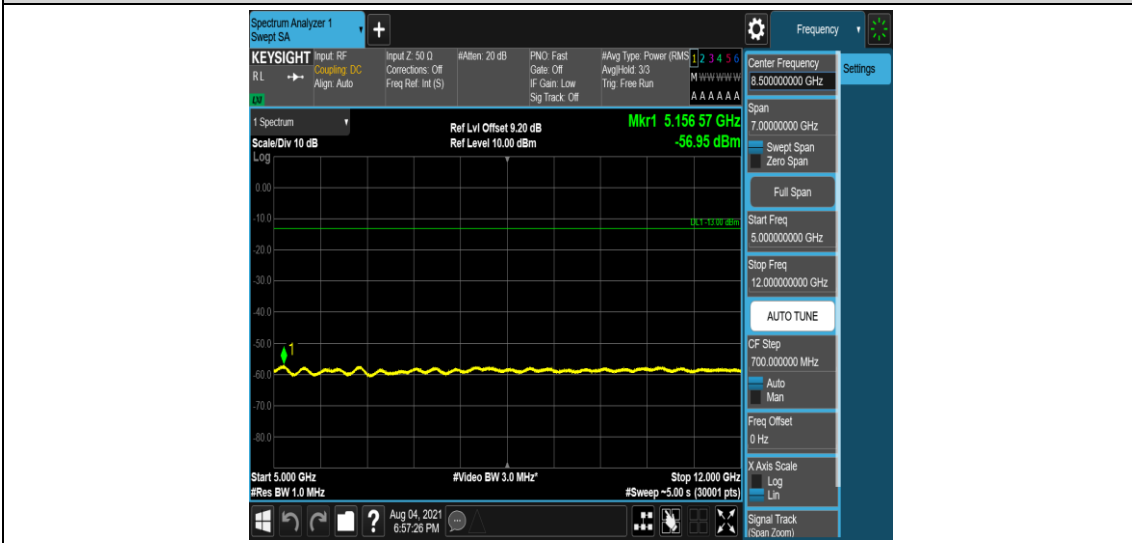 Spectrum Analyzer 1
Swept SA
+
Frequency
KEYSIGHT
RL
LXI
Input: RF
Coupling: DC
Align: Auto
Input Z: 50 Ω
Corrections: Off
Freq Ref: Int (S)
#Atten: 20 dB
PNO: Fast
Gate: Off
IF Gain: Low
Sig Track: Off
#Avg Type: Power (RMS
Avg|Hold: 3/3
Trig: Free Run
1 2 3 4 5 6
M W W W W W
A A A A A A
1 Spectrum
Scale/Div 10 dB
Log
Ref Lvl Offset 9.20 dB
Ref Level 10.00 dBm
Mkr1 5.156 57 GHz
-56.95 dBm
0.00
-10.0
DL1 -13.00 dBm
-20.0
-30.0
-40.0
-50.0
1
-60.0
-70.0
-80.0
Start 5.000 GHz
#Res BW 1.0 MHz
#Video BW 3.0 MHz*
Stop 12.000 GHz
#Sweep ~5.00 s (30001 pts)
?
Aug 04, 2021
6:57:26 PM
Center Frequency
8.500000000 GHz
Settings
Span
7.00000000 GHz
Swept Span
Zero Span
Full Span
Start Freq
5.000000000 GHz
Stop Freq
12.000000000 GHz
AUTO TUNE
CF Step
700.000000 MHz
Auto
Man
Freq Offset
0 Hz
X Axis Scale
Log
Lin
Signal Track
(Span Zoom)